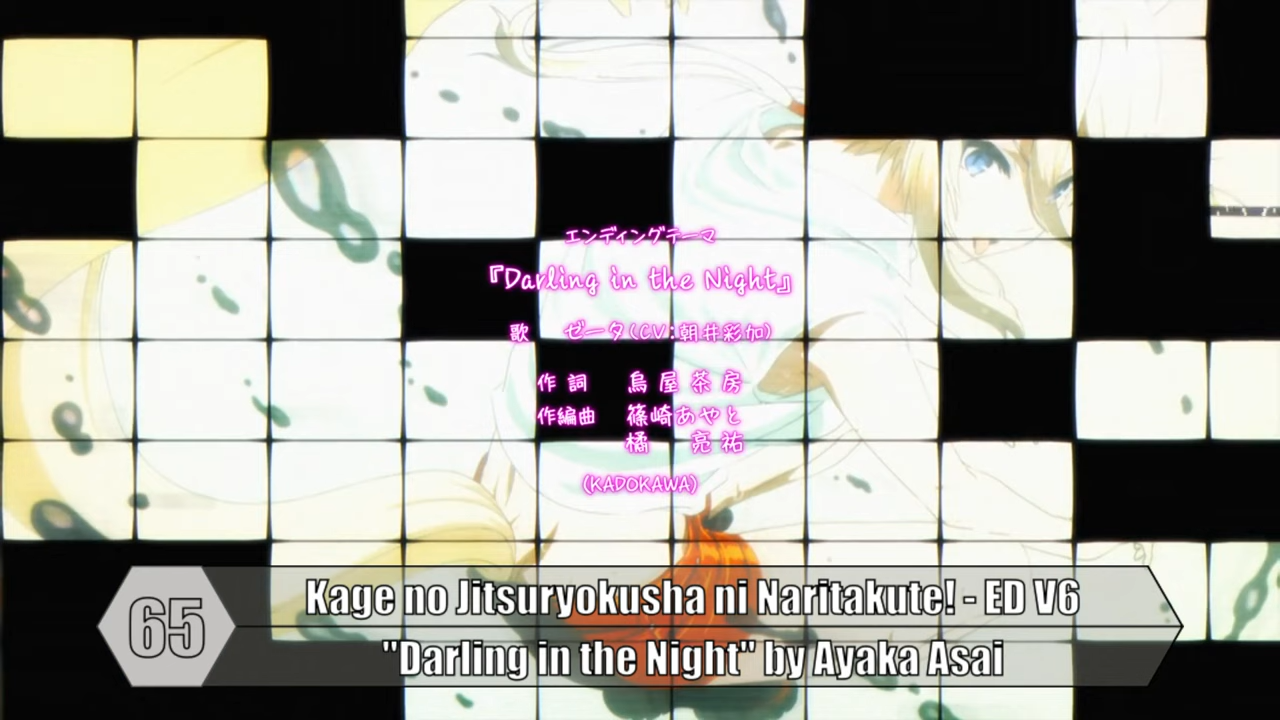 エンディングテーマ
『Darling in the Night』
歌 ゼータ(CV:朝井彩加)
作詞 烏屋茶房
作編曲 篠崎あやと
橘 亮祐
(KADOKAWA)
65
Kage no Jitsuryokusha ni Naritakute! - ED V6
"Darling in the Night" by Ayaka Asai